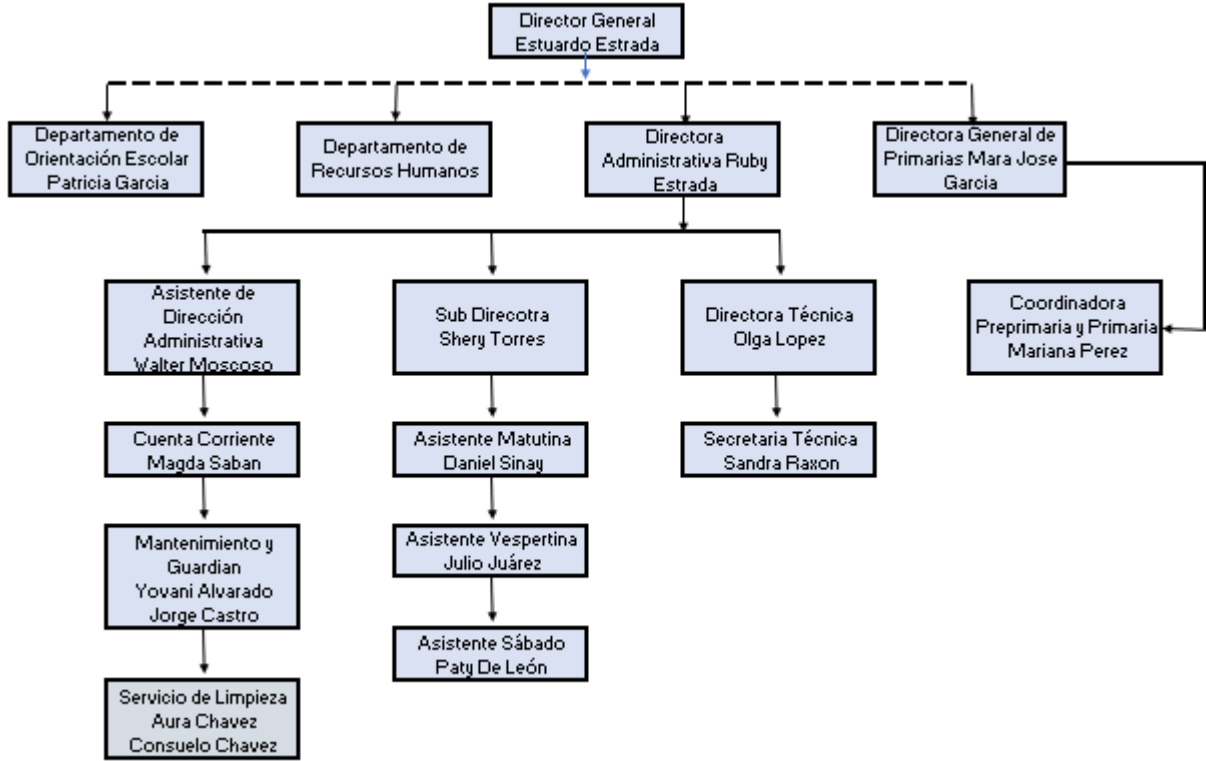 Director General
Estuardo Estrada
Departamento de
Orientación Escolar
Patricia Garcia
Departamento de
Recursos Humanos
Directora
Administrativa Ruby
Estrada
Directora General de
Primarias Mara Jose
Garcia
Asistente de
Dirección
Administrativa
Walter Moscoso
Sub Direcotra
Shery Torres
Directora Técnica
Olga Lopez
Coordinadora
Preprimaria y Primaria
Mariana Perez
Cuenta Corriente
Magda Saban
Asistente Matutina
Daniel Sinay
Secretaria Técnica
Sandra Raxon
Mantenimiento y
Guardian
Yovani Alvarado
Jorge Castro
Asistente Vespertina
Julio Juárez
Asistente Sábado
Paty De León
Servicio de Limpieza
Aura Chavez
Consuelo Chavez